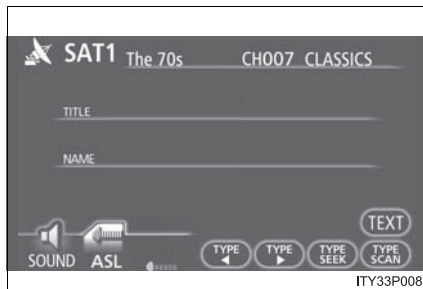 SAT1 The 70s CH007 CLASSICS
TITLE
NAME
TEXT
SOUND ASL TYPE TYPE TYPE SEEK TYPE SCAN
ITY33P008